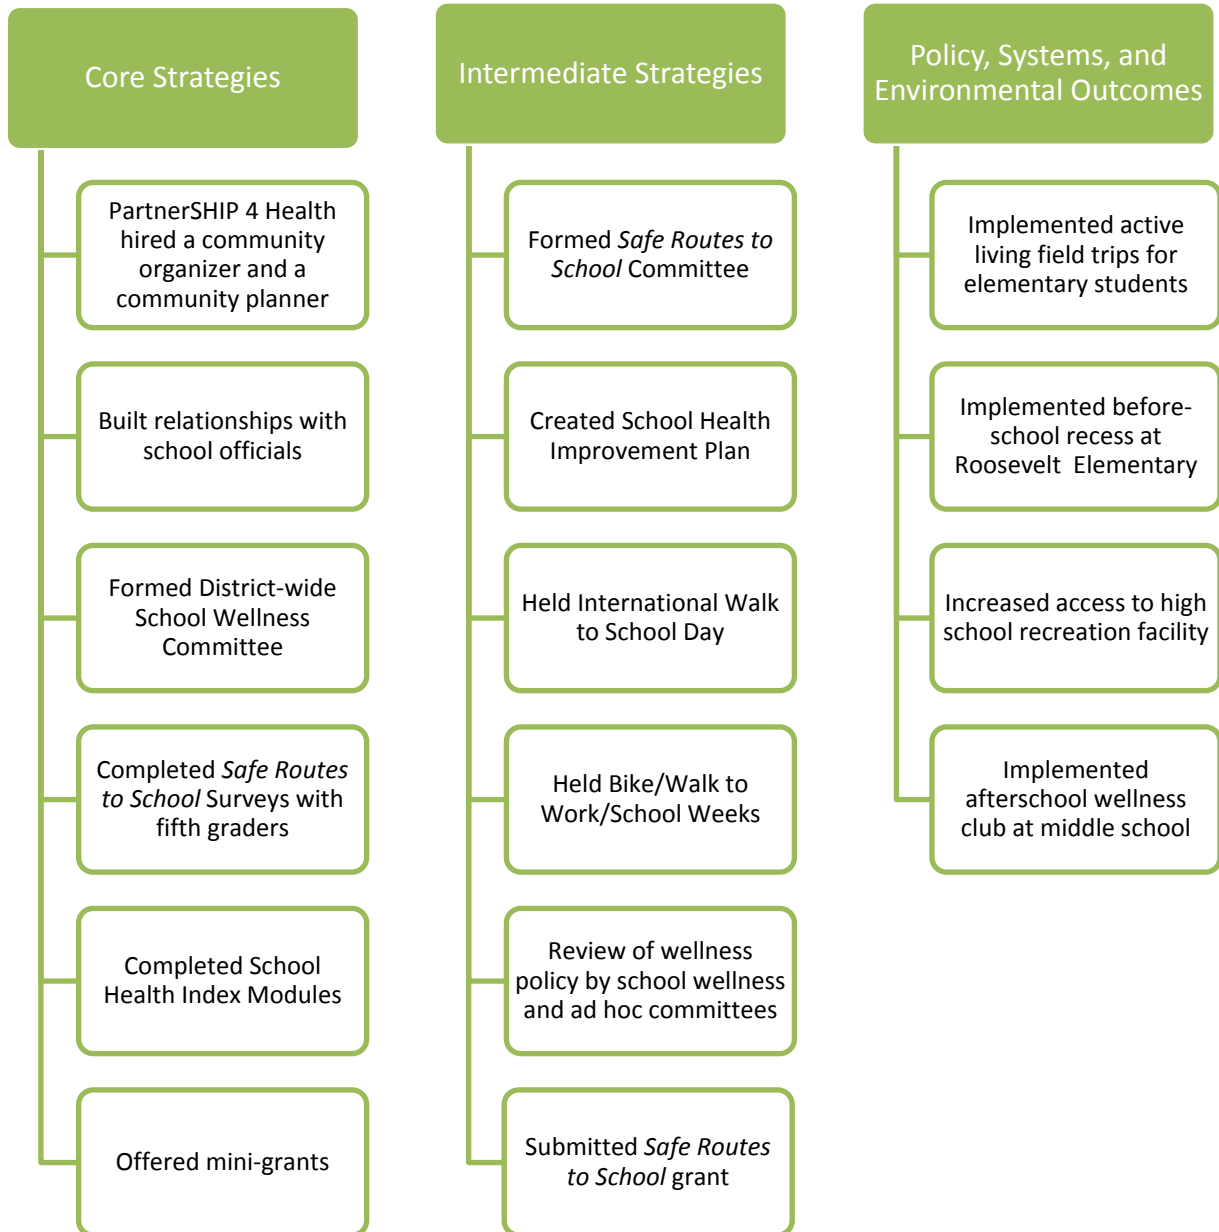 Core Strategies
PartnerSHIP 4 Health
hired a community
organizer and a
community planner
Built relationships with
school officials
Formed District-wide
School Wellness
Committee
Completed Safe Routes
to School Surveys with
fifth graders
Completed School
Health Index Modules
Offered mini-grants
Intermediate Strategies
Formed Safe Routes to
School Committee
Created School Health
Improvement Plan
Held International Walk
to School Day
Held Bike/Walk to
Work/School Weeks
Review of wellness
policy by school wellness
and ad hoc committees
Submitted Safe Routes
to School grant
Policy, Systems, and
Environmental Outcomes
Implemented active
living field trips for
elementary students
Implemented before-
school recess at
Roosevelt Elementary
Increased access to high
school recreation facility
Implemented
afterschool wellness
club at middle school